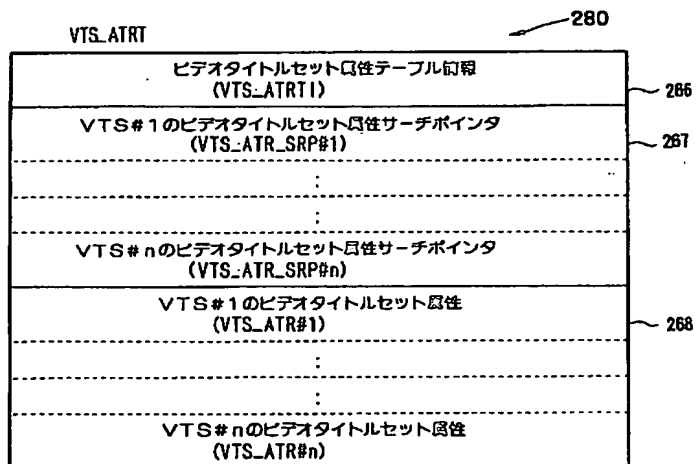 VTS_ATRT
280
ビデオタイトルセット属性テーブル情報
(VTS_ATRTI)
266
VTS#1のビデオタイトルセット属性サーチポインタ
(VTS_ATR_SRP#1)
267
:
:
VTS#nのビデオタイトルセット属性サーチポインタ
(VTS_ATR_SRP#n)
VTS#1のビデオタイトルセット属性
(VTS_ATR#1)
268
:
:
VTS#nのビデオタイトルセット属性
(VTS_ATR#n)